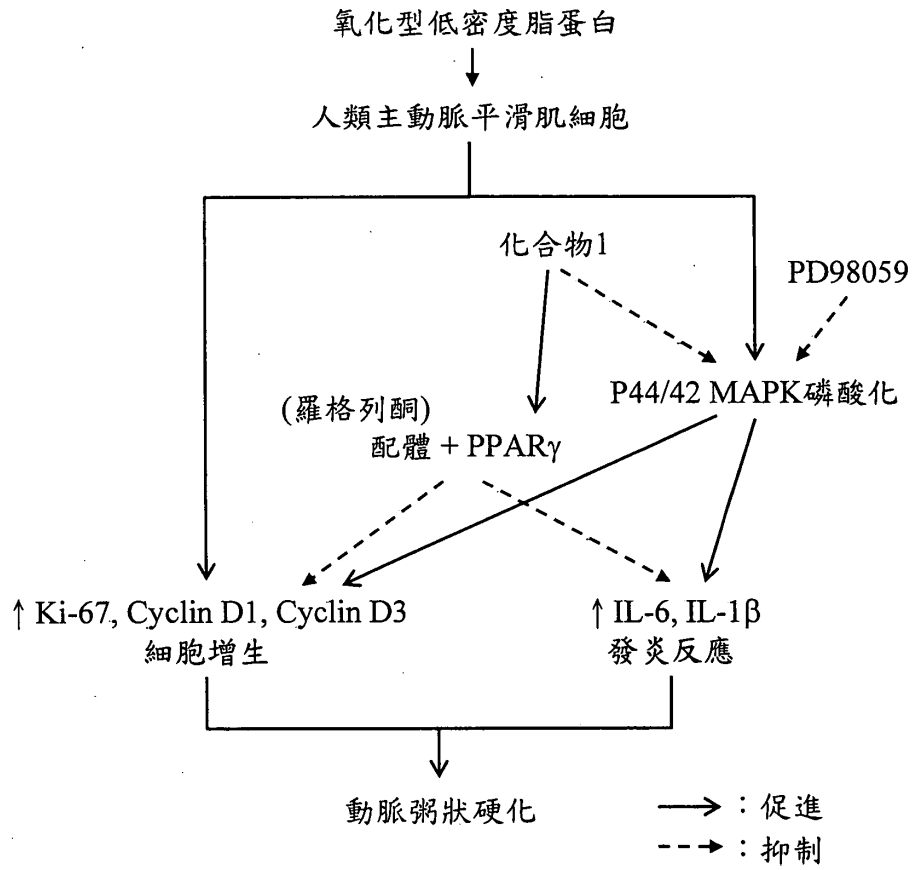 氧化型低密度脂蛋白
人類主動脈平滑肌細胞
化合物1
PD98059
P44/42 MAPK磷酸化
(羅格列酮)
配體 + PPARγ
↑ Ki-67, Cyclin D1, Cyclin D3
細胞增生
↑ IL-6, IL-1β
發炎反應
動脈粥狀硬化
：促進
：抑制